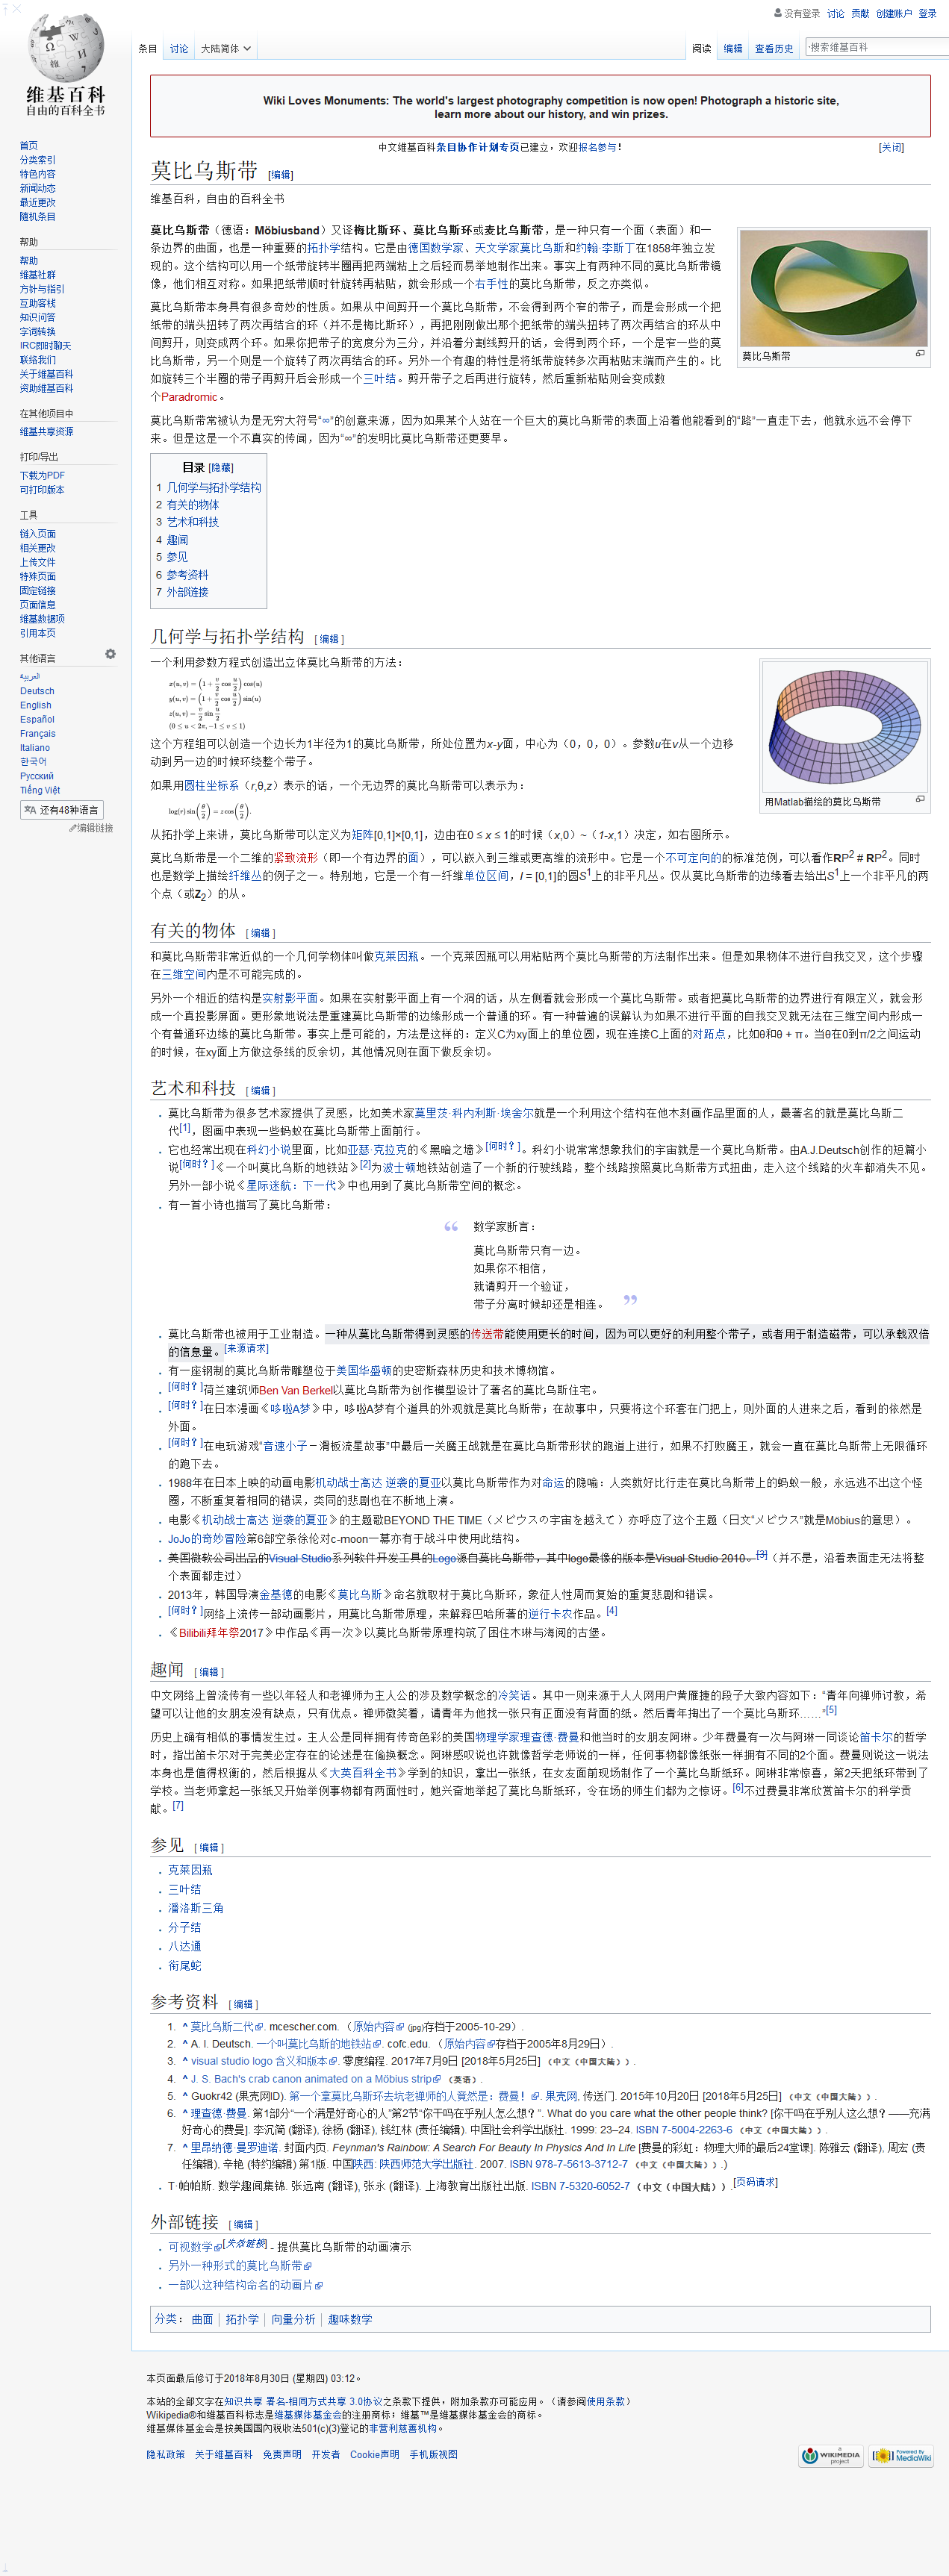 没有登录 讨论 贡献 创建账户 登录
条目 讨论 大陆简体 阅读 编辑 查看历史 搜索维基百科
维基百科
自由的百科全书
首页
分类索引
特色内容
新闻动态
最近更改
随机条目
帮助
帮助
维基社群
方针与指引
互助客栈
知识问答
字词转换
IRC即时聊天
联络我们
关于维基百科
资助维基百科
在其他项目中
维基共享资源
打印/导出
下载为PDF
可打印版本
工具
链入页面
相关更改
上传文件
特殊页面
固定链接
页面信息
维基数据项
引用本页
其他语言
العربية
Deutsch
English
Español
Français
Italiano
한국어
Русский
Tiếng Việt
还有48种语言
编辑链接
Wiki Loves Monuments: The world's largest photography competition is now open! Photograph a historic site,
learn more about our history, and win prizes.
中文维基百科条目协作计划专页已建立，欢迎报名参与！ [关闭]
莫比乌斯带 [编辑]
维基百科，自由的百科全书
莫比乌斯带（德语：Möbiusband）又译梅比斯环、莫比乌斯环或麦比乌斯带，是一种只有一个面（表面）和一
条边界的曲面，也是一种重要的拓扑学结构。它是由德国数学家、天文学家莫比乌斯和约翰·李斯丁在1858年独立发
现的。这个结构可以用一个纸带旋转半圈再把两端粘上之后轻而易举地制作出来。事实上有两种不同的莫比乌斯带镜
像，他们相互对称。如果把纸带顺时针旋转再粘贴，就会形成一个右手性的莫比乌斯带，反之亦类似。
莫比乌斯带
莫比乌斯带本身具有很多奇妙的性质。如果从中间剪开一个莫比乌斯带，不会得到两个窄的带子，而是会形成一个把
纸带的端头扭转了两次再结合的环（并不是梅比斯环），再把刚刚做出那个把纸带的端头扭转了两次再结合的环从中
间剪开，则变成两个环。如果你把带子的宽度分为三分，并沿着分割线剪开的话，会得到两个环，一个是窄一些的莫
比乌斯带，另一个则是一个旋转了两次再结合的环。另外一个有趣的特性是将纸带旋转多次再粘贴末端而产生的。比
如旋转三个半圈的带子再剪开后会形成一个三叶结。剪开带子之后再进行旋转，然后重新粘贴则会变成数
个Paradromic。
莫比乌斯带常被认为是无穷大符号“∞”的创意来源，因为如果某个人站在一个巨大的莫比乌斯带的表面上沿着他能看到的“路”一直走下去，他就永远不会停下
来。但是这是一个不真实的传闻，因为“∞”的发明比莫比乌斯带还更要早。
目录 [隐藏]
1 几何学与拓扑学结构
2 有关的物体
3 艺术和科技
4 趣闻
5 參见
6 参考资料
7 外部链接
几何学与拓扑学结构 [编辑]
一个利用参数方程式创造出立体莫比乌斯带的方法：
x(u,v) = (1 + v/2 cos u/2) cos(u)
y(u,v) = (1 + v/2 cos u/2) sin(u)
z(u,v) = v/2 sin u/2
(0 ≤ u < 2π, −1 ≤ v ≤ 1)
用Matlab描绘的莫比乌斯带
这个方程组可以创造一个边长为1半径为1的莫比乌斯带，所处位置为x-y面，中心为（0，0，0）。参数u在v从一个边移
动到另一边的时候环绕整个带子。
如果用圆柱坐标系（r,θ,z）表示的话，一个无边界的莫比乌斯带可以表示为：
log(r) sin(θ/2) = z cos(θ/2).
从拓扑学上来讲，莫比乌斯带可以定义为矩阵[0,1]×[0,1]，边由在0 ≤ x ≤ 1的时候（x,0）~（1-x,1）决定，如右图所示。
莫比乌斯带是一个二维的紧致流形（即一个有边界的面），可以嵌入到三维或更高维的流形中。它是一个不可定向的的标准范例，可以看作RP2 # RP2。同时
也是数学上描绘纤维丛的例子之一。特别地，它是一个有一纤维单位区间，I = [0,1]的圆S1上的非平凡丛。仅从莫比乌斯带的边缘看去给出S1上一个非平凡的两
个点（或Z2）的从。
有关的物体 [编辑]
和莫比乌斯带非常近似的一个几何学物体叫做克莱因瓶。一个克莱因瓶可以用粘贴两个莫比乌斯带的方法制作出来。但是如果物体不进行自我交叉，这个步骤
在三维空间内是不可能完成的。
另外一个相近的结构是实射影平面。如果在实射影平面上有一个洞的话，从左侧看就会形成一个莫比乌斯带。或者把莫比乌斯带的边界进行有限定义，就会形
成一个真投影屏面。更形象地说法是重建莫比乌斯带的边缘形成一个普通的环。有一种普遍的误解认为如果不进行平面的自我交叉就无法在三维空间内形成一
个有普通环边缘的莫比乌斯带。事实上是可能的，方法是这样的：定义C为xy面上的单位圆，现在连接C上面的对跖点，比如θ和θ + π。当θ在0到π/2之间运动
的时候，在xy面上方做这条线的反余切，其他情况则在面下做反余切。
艺术和科技 [编辑]
莫比乌斯带为很多艺术家提供了灵感，比如美术家莫里茨·科内利斯·埃舍尔就是一个利用这个结构在他木刻画作品里面的人，最著名的就是莫比乌斯二
代[1]，图画中表现一些蚂蚁在莫比乌斯带上面前行。
它也经常出现在科幻小说里面，比如亚瑟·克拉克的《黑暗之墙》[何时？]。科幻小说常常想象我们的宇宙就是一个莫比乌斯带。由A.J.Deutsch创作的短篇小
说[何时？]《一个叫莫比乌斯的地铁站》[2]为波士顿地铁站创造了一个新的行驶线路，整个线路按照莫比乌斯带方式扭曲，走入这个线路的火车都消失不见。
另外一部小说《星际迷航：下一代》中也用到了莫比乌斯带空间的概念。
有一首小诗也描写了莫比乌斯带：
“ 数学家断言：
莫比乌斯带只有一边。
如果你不相信，
就请剪开一个验证，
带子分离时候却还是相连。 ”
莫比乌斯带也被用于工业制造。一种从莫比乌斯带得到灵感的传送带能使用更长的时间，因为可以更好的利用整个带子，或者用于制造磁带，可以承载双倍
的信息量。[来源请求]
有一座钢制的莫比乌斯带雕塑位于美国华盛顿的史密斯森林历史和技术博物馆。
[何时？]荷兰建筑师Ben Van Berkel以莫比乌斯带为创作模型设计了著名的莫比乌斯住宅。
[何时？]在日本漫画《哆啦A梦》中，哆啦A梦有个道具的外观就是莫比乌斯带；在故事中，只要将这个环套在门把上，则外面的人进来之后，看到的依然是
外面。
[何时？]在电玩游戏“音速小子－滑板流星故事”中最后一关魔王战就是在莫比乌斯带形状的跑道上进行，如果不打败魔王，就会一直在莫比乌斯带上无限循环
的跑下去。
1988年在日本上映的动画电影机动战士高达 逆袭的夏亚以莫比乌斯带作为对命运的隐喻：人类就好比行走在莫比乌斯带上的蚂蚁一般，永远逃不出这个怪
圈，不断重复着相同的错误，类同的悲剧也在不断地上演。
电影《机动战士高达 逆袭的夏亚》的主题歌BEYOND THE TIME（メビウスの宇宙を越えて）亦呼应了这个主题（日文“メビウス”就是Möbius的意思）。
JoJo的奇妙冒险第6部空条徐伦对c-moon一幕亦有于战斗中使用此结构。
美国微软公司出品的Visual Studio系列软件开发工具的Logo源自莫比乌斯带，其中logo最像的版本是Visual Studio 2010。[3]（并不是，沿着表面走无法将整
个表面都走过）
2013年，韩国导演金基德的电影《莫比乌斯》命名就取材于莫比乌斯环，象征人性周而复始的重复悲剧和错误。
[何时？]网络上流传一部动画影片，用莫比乌斯带原理，来解释巴哈所著的逆行卡农作品。[4]
《Bilibili拜年祭2017》中作品《再一次》以莫比乌斯带原理构筑了困住木琳与海阅的古堡。
趣闻 [编辑]
中文网络上曾流传有一些以年轻人和老禅师为主人公的涉及数学概念的冷笑话。其中一则来源于人人网用户黄雁捷的段子大致内容如下：“青年向禅师讨教，希
望他的女朋友没有缺点，只有优点。禅师微笑着，请青年为他找一张只有正面没有背面的纸。然后青年掏出了一个莫比乌斯环……”[5]
历史上确有相似的事情发生过。主人公是同样拥有传奇色彩的美国物理学家理查德·费曼和他当时的女朋友阿琳。少年费曼有一次与阿琳一同谈论笛卡尔的哲学
时，指出笛卡尔对于完美必定存在的论述是在偷换概念。阿琳感叹说也许就像哲学老师说的一样，任何事物都像纸张一样拥有不同的2个面。费曼则说这一说法
本身也是值得权衡的，然后根据从《大英百科全书》学到的知识，拿出一张纸，在女友面前现场制作了一个莫比乌斯纸环。阿琳非常惊喜，第2天把纸环带到了
学校。当老师拿起一张纸又开始举例事物都有两面性时，她兴奋地举起了莫比乌斯纸环，令在场的师生们都为之惊讶。[6]不过费曼非常欣赏笛卡尔的科学贡
献。[7]
参见 [编辑]
克莱因瓶
三叶结
潘洛斯三角
分子结
八达通
衔尾蛇
参考资料 [编辑]
1. ^ 莫比乌斯二代. mcescher.com. （原始内容 (jpg)存档于2005-10-29）.
2. ^ A. I. Deutsch. 一个叫莫比乌斯的地铁站. cofc.edu. （原始内容存档于2005年8月29日）.
3. ^ visual studio logo 含义和版本. 零度编程. 2017年7月9日 [2018年5月25日] （中文（中国大陆））.
4. ^ J. S. Bach's crab canon animated on a Möbius strip （英语）.
5. ^ Guokr42 (果壳网ID). 第一个拿莫比乌斯环去坑老禅师的人竟然是：费曼！. 果壳网, 传送门. 2015年10月20日 [2018年5月25日] （中文（中国大陆））.
6. ^ 理查德·费曼. 第1部分“一个满是好奇心的人”第2节“你干吗在乎别人怎么想？”. What do you care what the other people think? [你干吗在乎别人这么想？——充满
好奇心的费曼]. 李沉简 (翻译), 徐杨 (翻译), 钱红林 (责任编辑). 中国社会科学出版社. 1999: 23–24. ISBN 7-5004-2263-6 （中文（中国大陆））.
7. ^ 里昂纳德·曼罗迪诺. 封面内页. Feynman's Rainbow: A Search For Beauty In Physics And In Life [费曼的彩虹：物理大师的最后24堂课]. 陈雅云 (翻译), 周宏 (责
任编辑), 辛艳 (特约编辑) 第1版. 中国陕西: 陕西师范大学出版社. 2007. ISBN 978-7-5613-3712-7 （中文（中国大陆））.)
T·帕帕斯. 数学趣闻集锦. 张远南 (翻译), 张永 (翻译). 上海教育出版社出版. ISBN 7-5320-6052-7 （中文（中国大陆））.[页码请求]
外部链接 [编辑]
可视数学[失效链接] - 提供莫比乌斯带的动画演示
另外一种形式的莫比乌斯带
一部以这种结构命名的动画片
分类： 曲面 拓扑学 向量分析 趣味数学
本页面最后修订于2018年8月30日 (星期四) 03:12。
本站的全部文字在知识共享 署名-相同方式共享 3.0协议之条款下提供，附加条款亦可能应用。（请参阅使用条款）
Wikipedia®和维基百科标志是维基媒体基金会的注册商标；维基™是维基媒体基金会的商标。
维基媒体基金会是按美国国内税收法501(c)(3)登记的非营利慈善机构。
隐私政策 关于维基百科 免责声明 开发者 Cookie声明 手机版视图
a WIKIMEDIA project Powered By MediaWiki